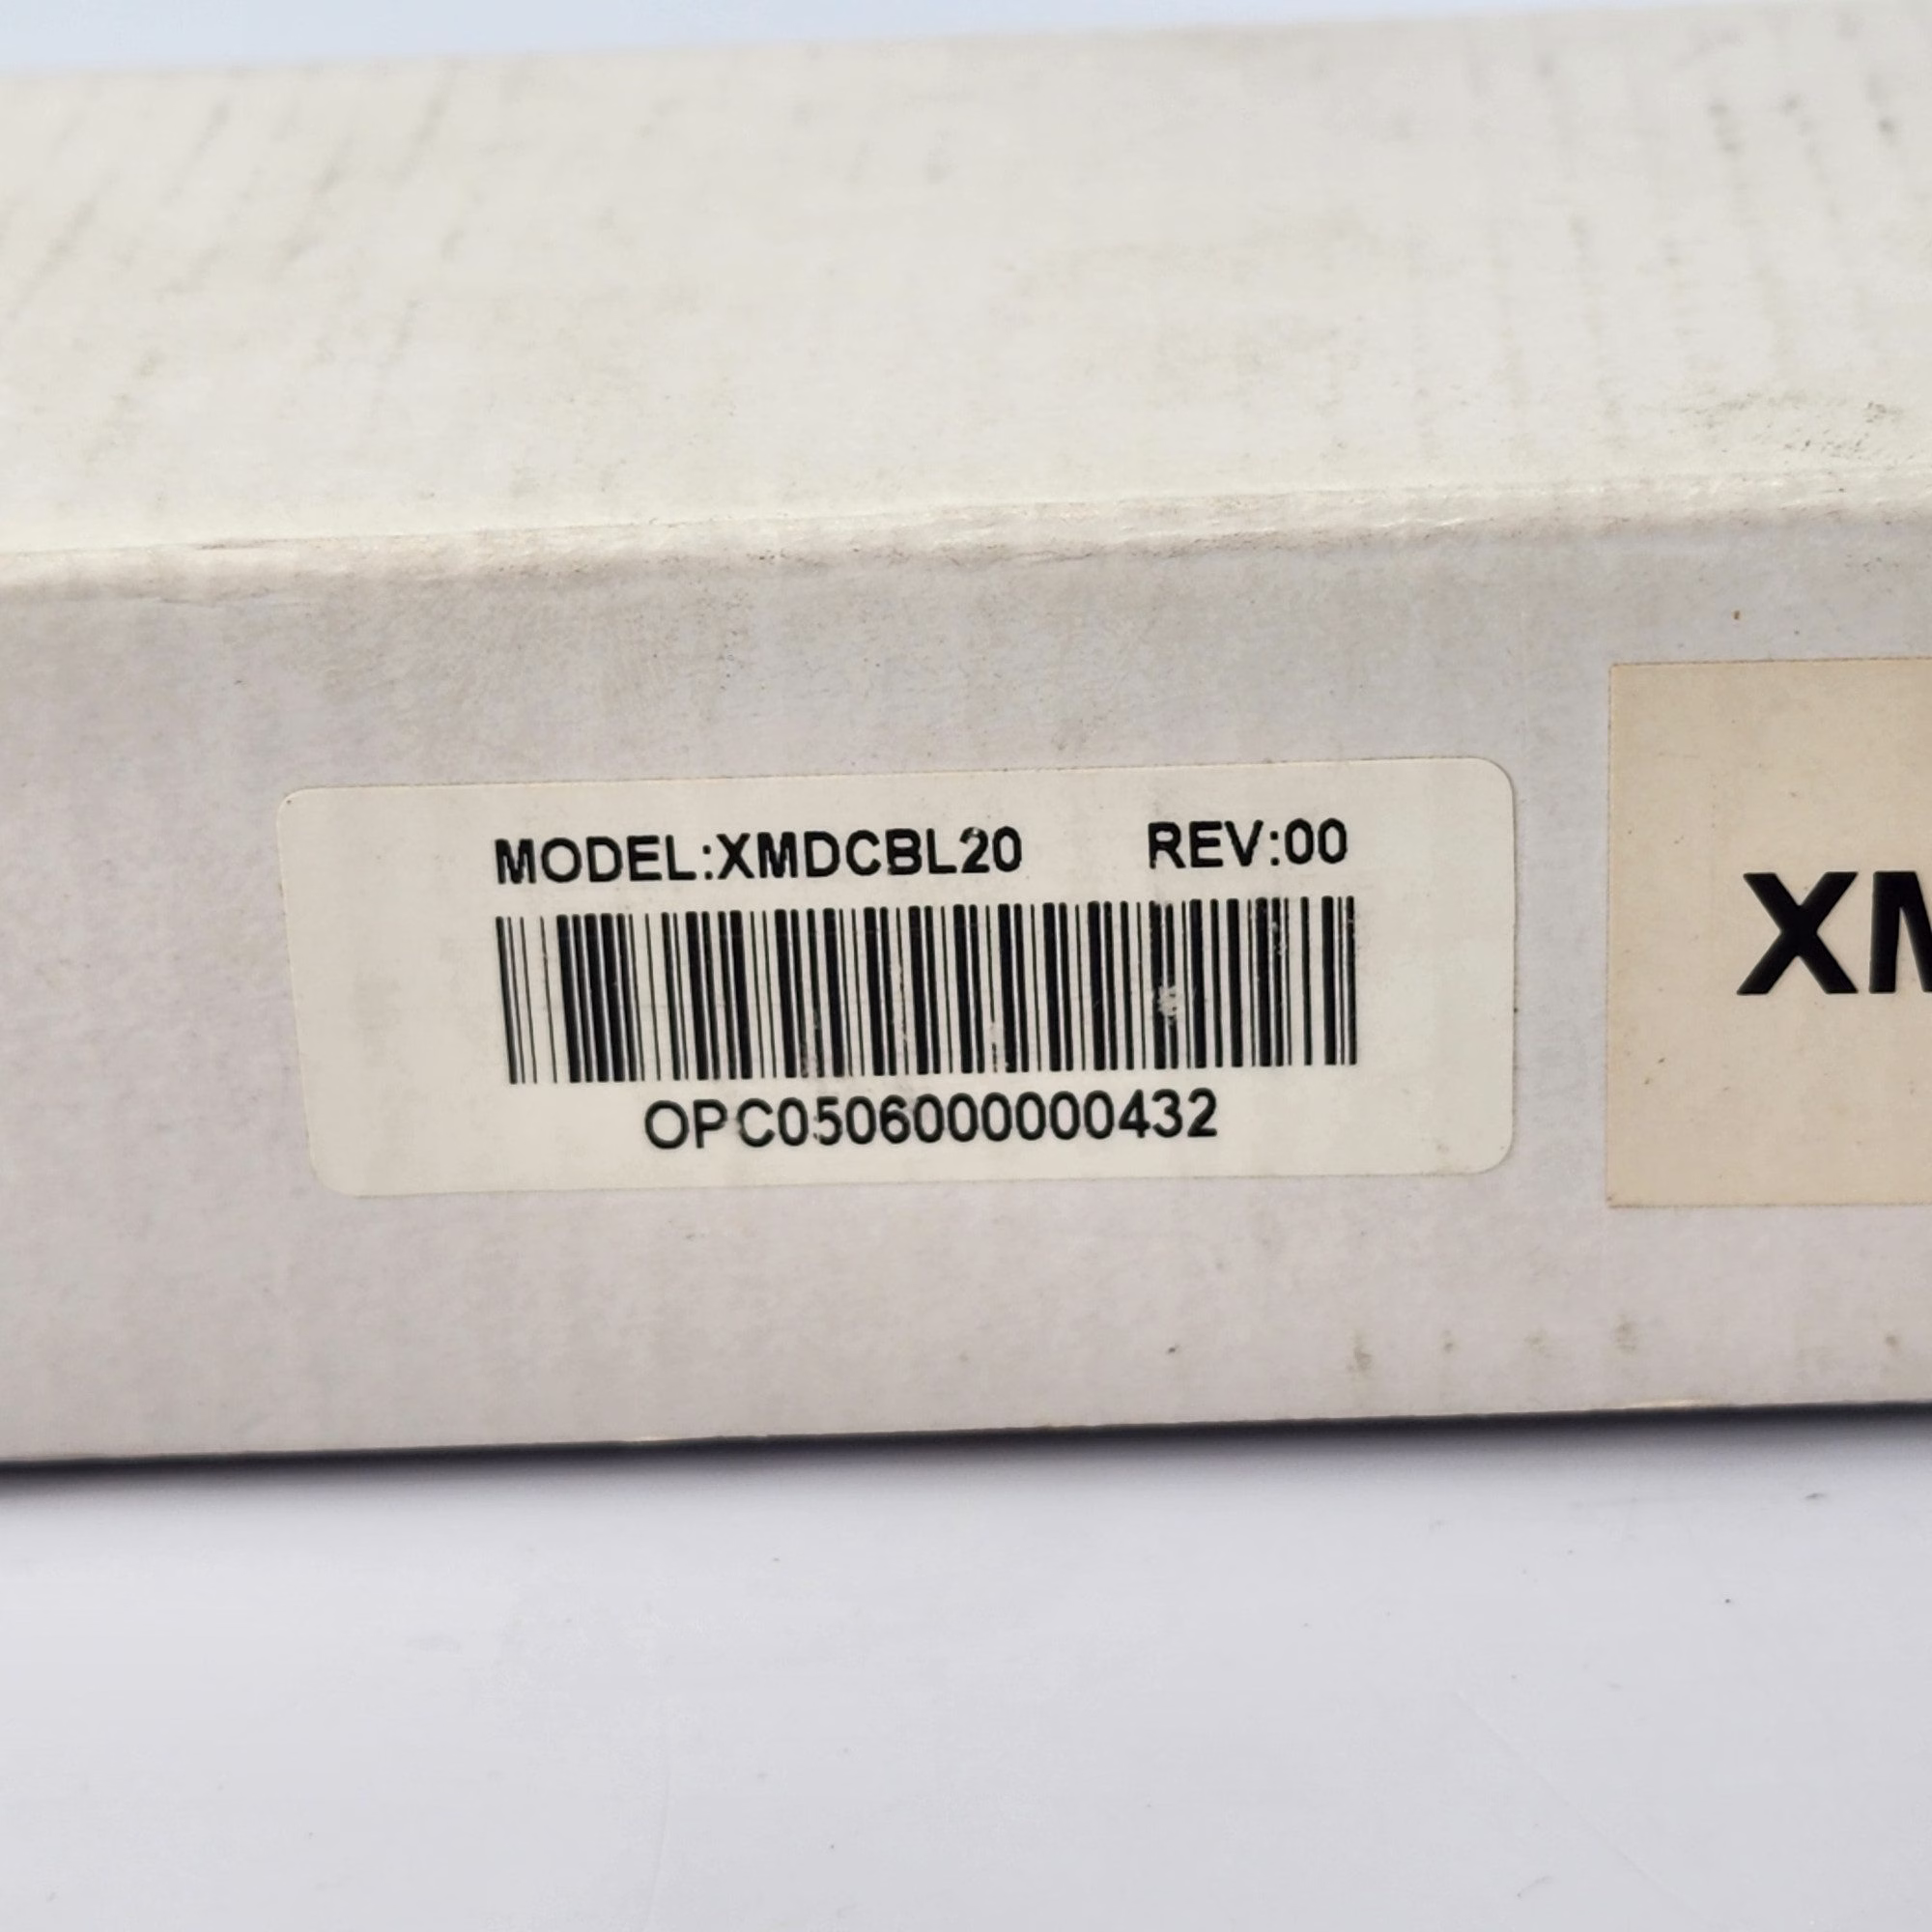 MODEL:XMDCBL20 REV:00
OPC0506000000432
XM